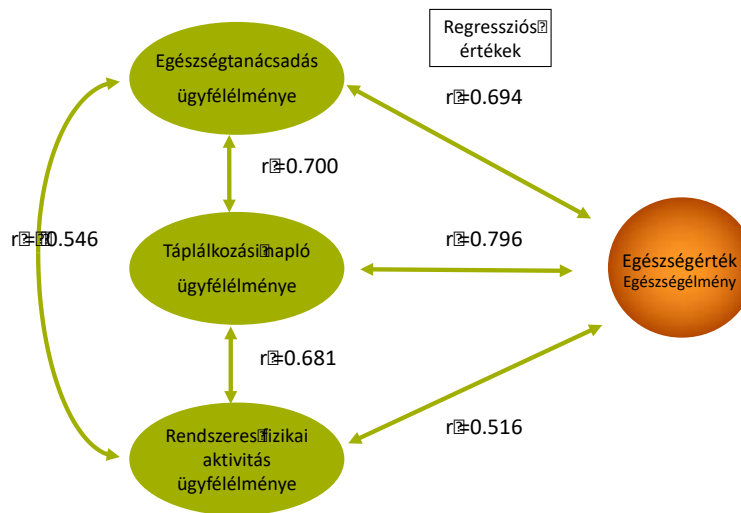 Regressziós
értékek
Egészségtanácsadás
ügyfélélménye
r =0.694
r =0.700
r = 0.546
Táplálkozási napló
ügyfélélménye
r =0.796
Egészségérték
Egészségélmény
r =0.681
Rendszeres fizikai
aktivitás
ügyfélélménye
r =0.516